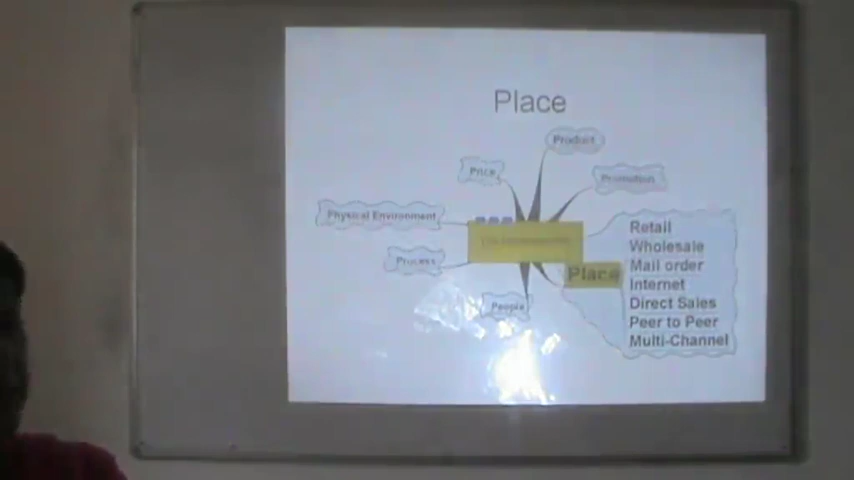 Place
Product
Price
Promotion
Physical Environment
Process
Place
People
Retail
Wholesale
Mail order
Internet
Direct Sales
Peer to Peer
Multi-Channel